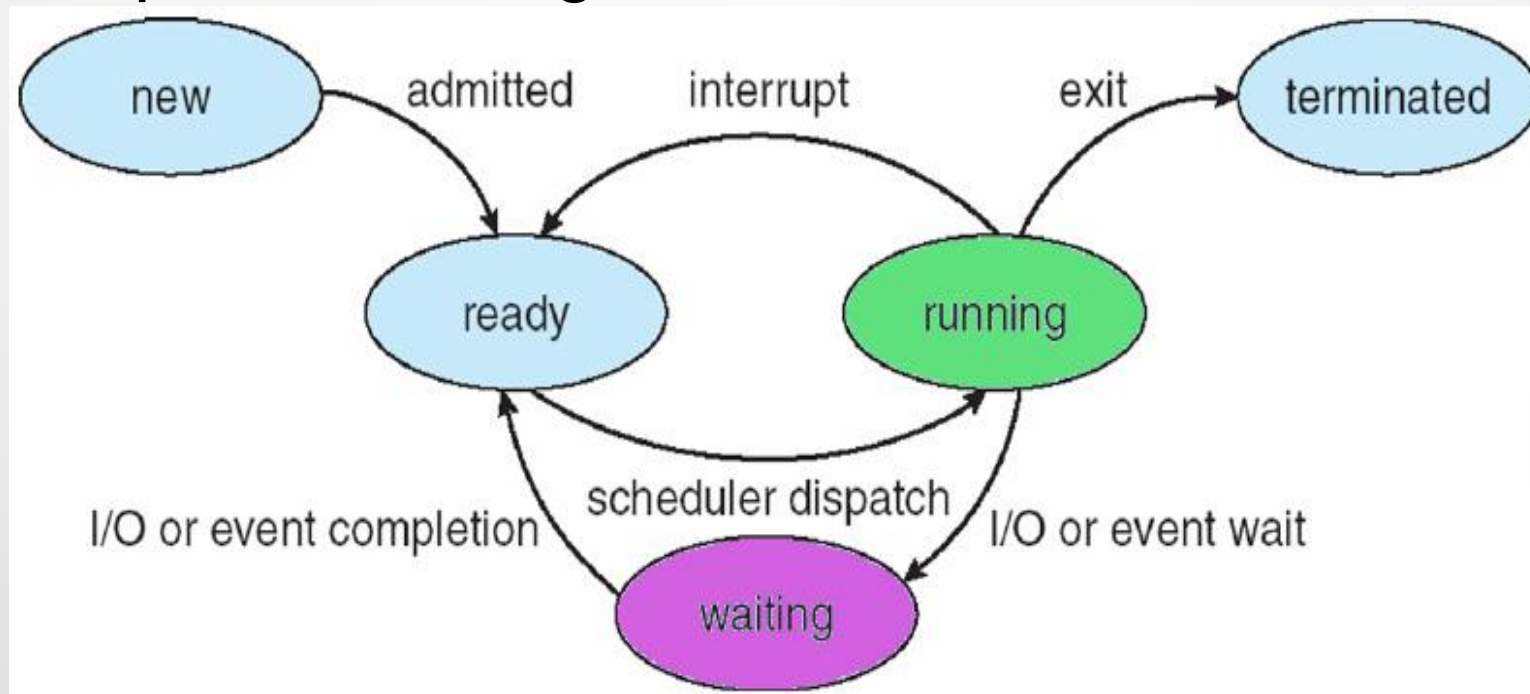 new
admitted
interrupt
exit
terminated
ready
running
scheduler dispatch
I/O or event completion
I/O or event wait
waiting